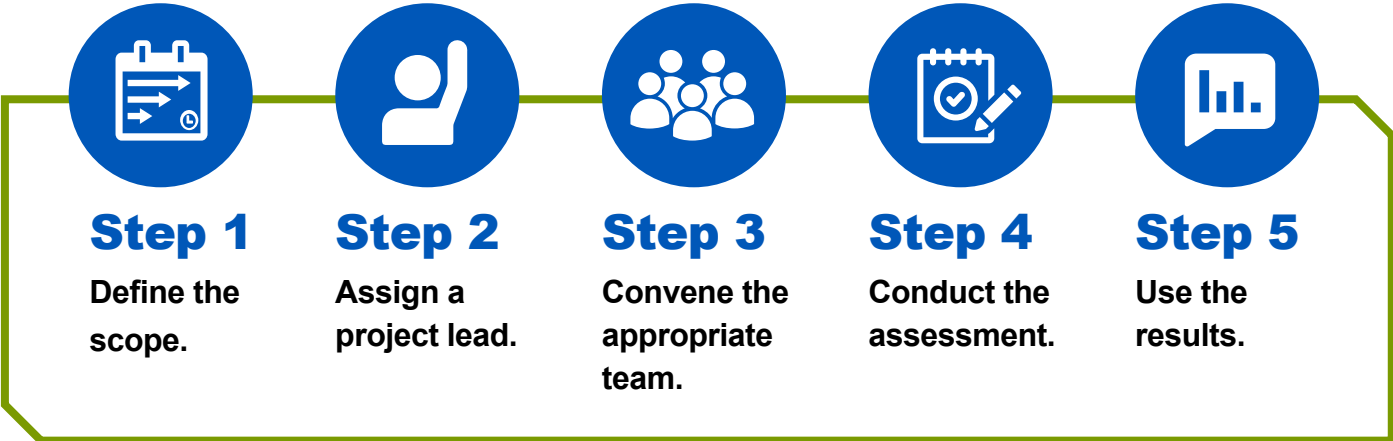 Step 1
Define the
scope.
Step 2
Assign a
project lead.
Step 3
Convene the
appropriate
team.
Step 4
Conduct the
assessment.
Step 5
Use the
results.